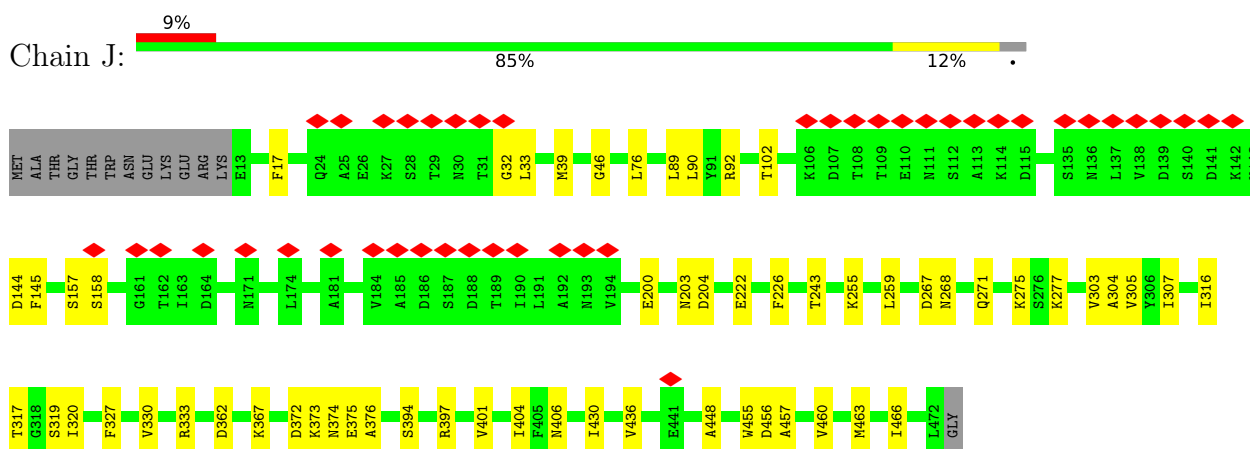 9%
Chain J:
85% 12% •
MET ALA THR GLY THR TRP ASN GLU LYS GLU ARG LYS E13 F17 Q24 A25 E26 K27 S28 T29 N30 T31 G32 L33 M39 G46 L76 L89 L90 Y91 R92 T102 K106 D107 T108 T109 E110 N111 S112 A113 K114 D115 S135 N136 L137 V138 D139 S140 D141 K142
D144 F145 S157 S158 G161 T162 I163 D164 N171 L174 A181 V184 A185 D186 S187 D188 T189 I190 L191 A192 N193 V194 E200 N203 D204 E222 F226 T243 K255 L259 D267 N268 Q271 K275 S276 K277 V303 A304 V305 Y306 I307 I316
T317 G318 S319 I320 F327 V330 R333 D362 K367 D372 K373 N374 E375 A376 S394 R397 V401 I404 F405 N406 I430 V436 E441 A448 W455 D456 A457 V460 M463 I466 L472 GLY